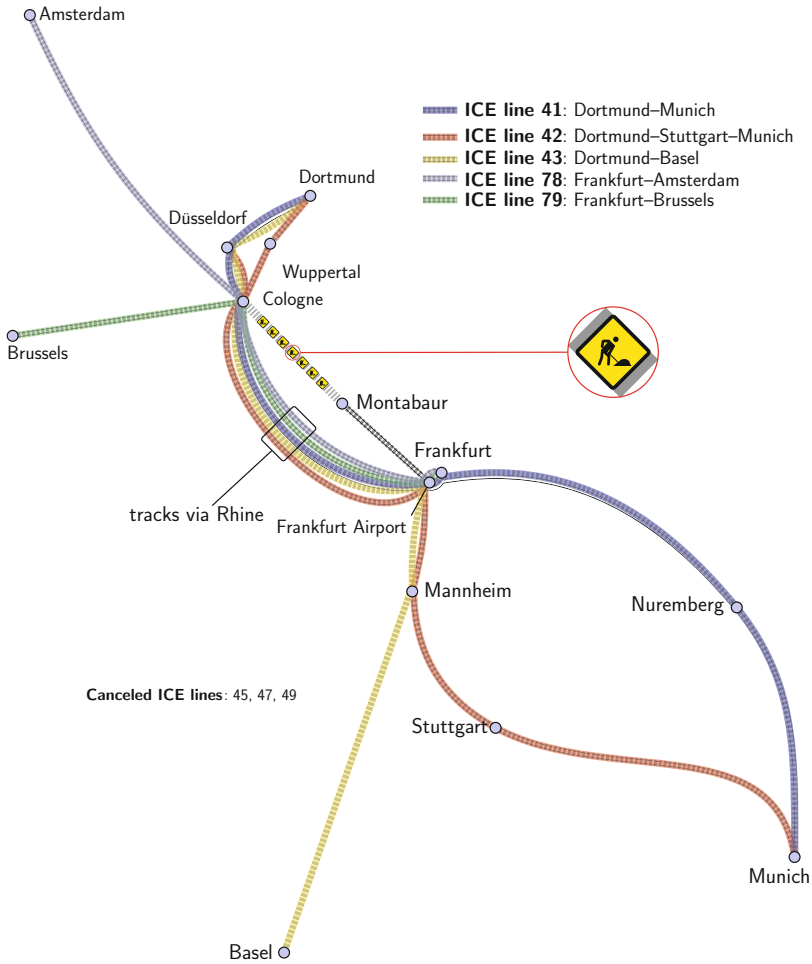 Amsterdam
ICE line 41: Dortmund–Munich
ICE line 42: Dortmund–Stuttgart–Munich
ICE line 43: Dortmund–Basel
ICE line 78: Frankfurt–Amsterdam
ICE line 79: Frankfurt–Brussels
Dortmund
Düsseldorf
Wuppertal
Cologne
Brussels
Montabaur
Frankfurt
tracks via Rhine
Frankfurt Airport
Mannheim
Nuremberg
Canceled ICE lines: 45, 47, 49
Stuttgart
Munich
Basel